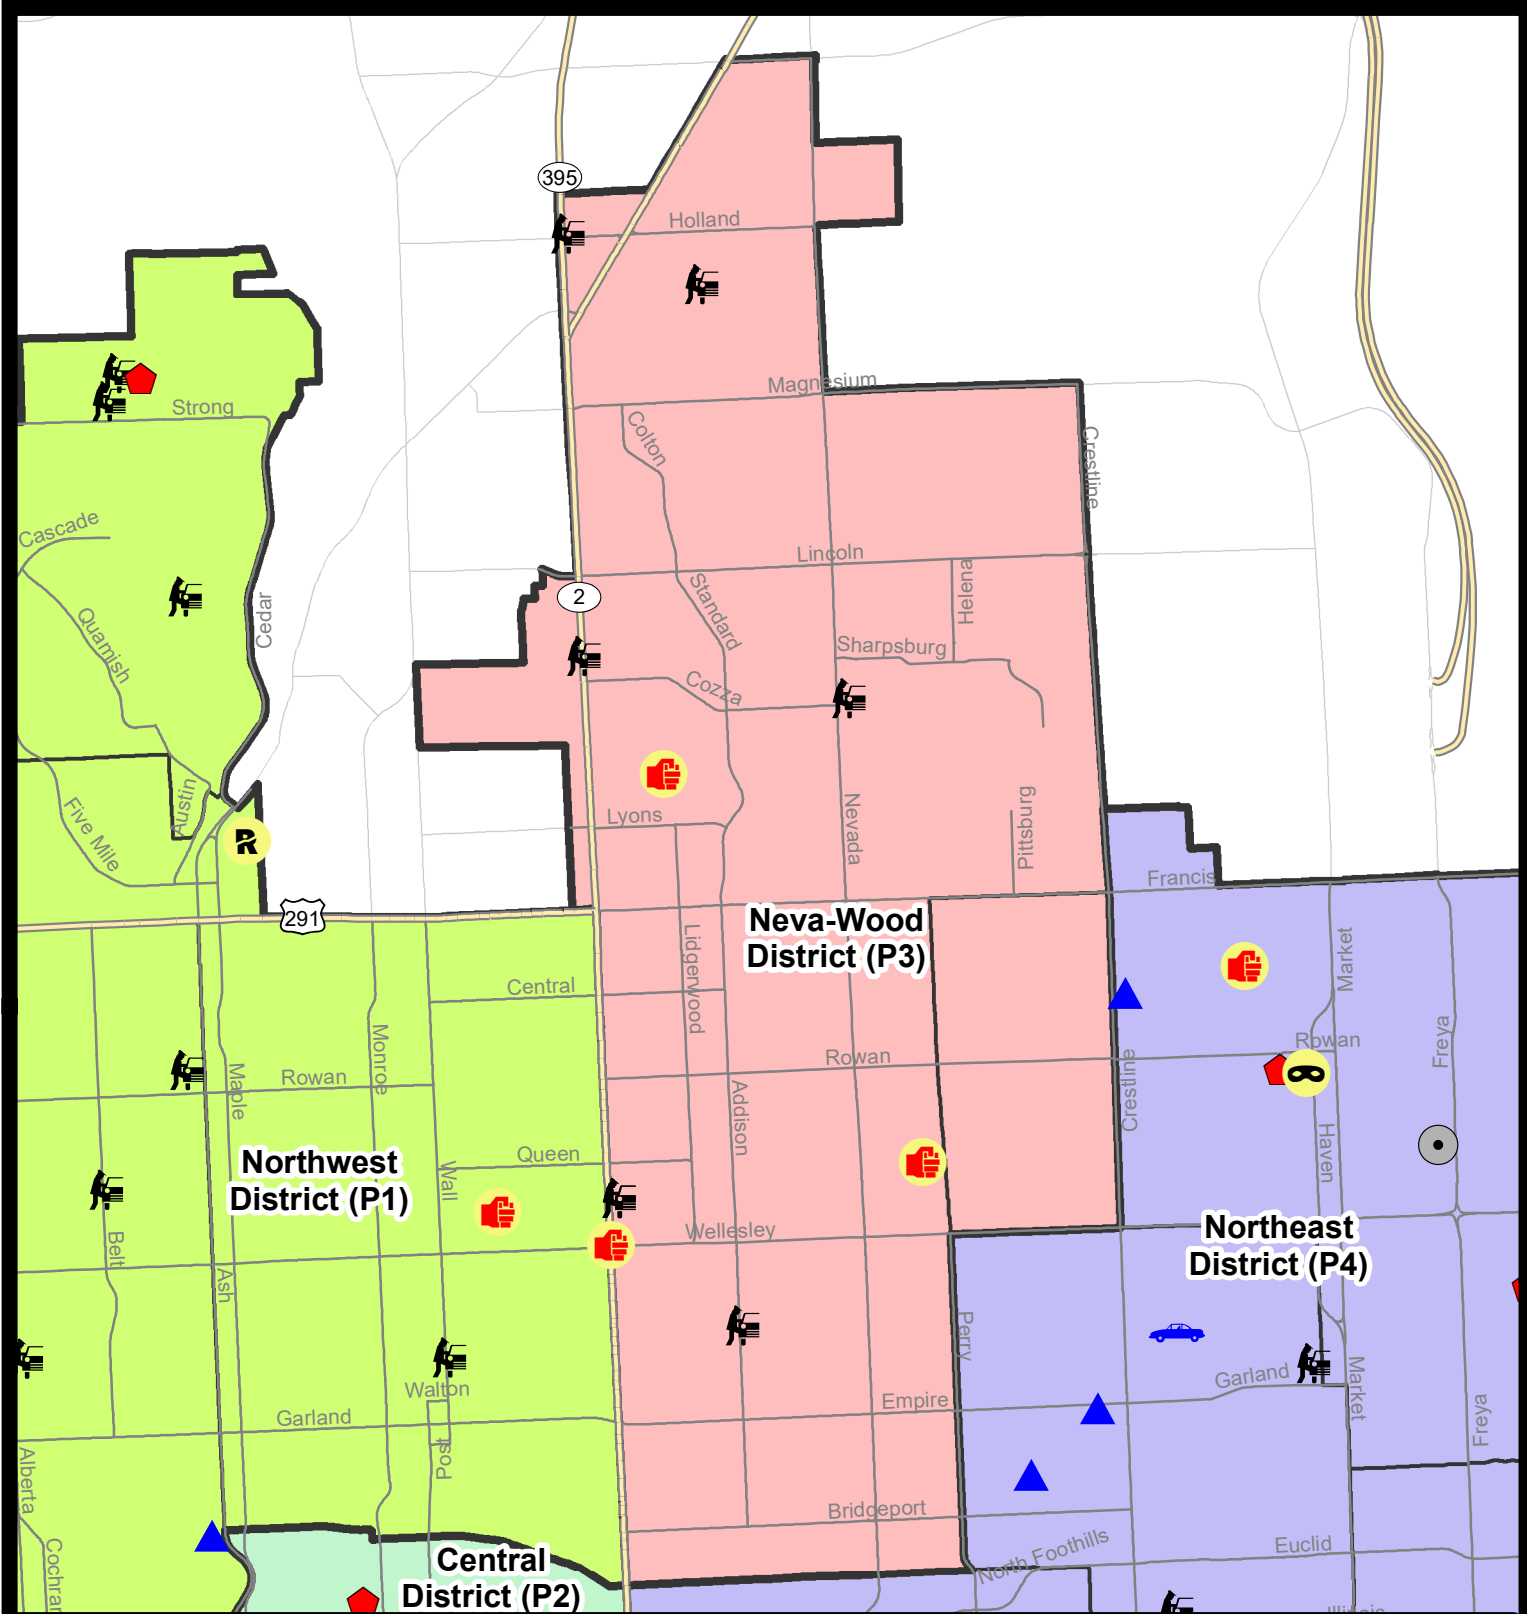 395
Holland
Magnesium
Strong
Colton
Crestline
Cascade
Lincoln
Helena
Standard
2
Cedar
Quamish
Sharpsburg
Cozza
Austin
Five Mile
Lyons
Nevada
Pittsburg
Francis
291
Neva-Wood
District (P3)
Lidgerwood
Market
Central
Monroe
Rowan
Freya
Rowan
Rowan
Maple
Crestline
Addison
Haven
Northwest
District (P1)
Queen
Wall
Wellesley
Northeast
District (P4)
Belt
Ash
Perry
Walton
Garland
Market
Empire
Garland
Freya
Post
Alberta
Bridgeport
Cochran
North Foothills
Euclid
Central
District (P2)